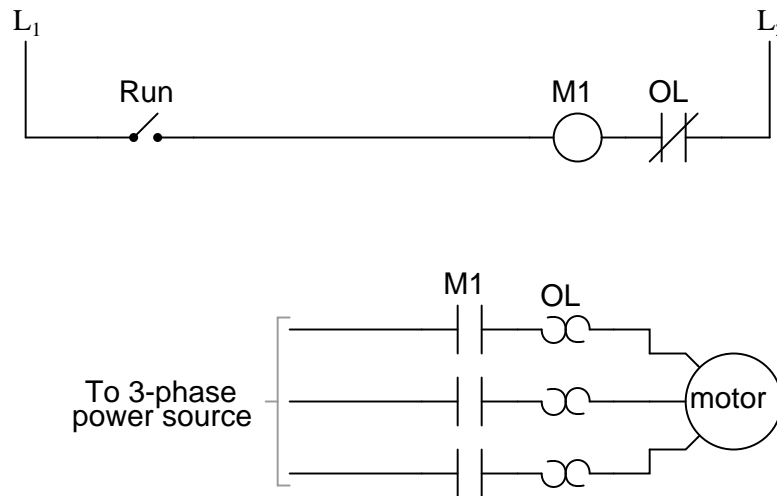 L₁
L₂
Run
M1
OL
M1
OL
To 3-phase
power source
motor